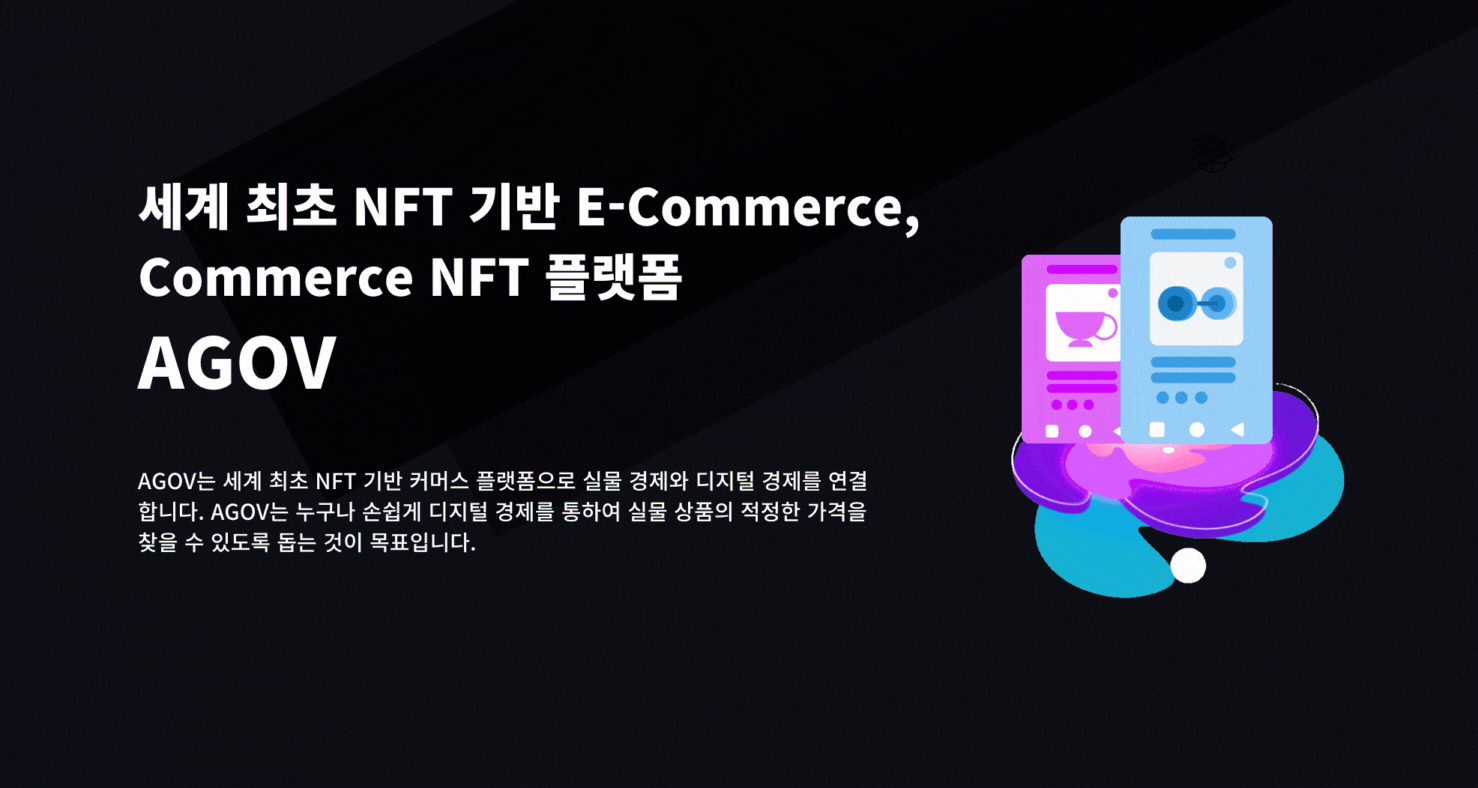 세계 최초 NFT 기반 E-Commerce,
Commerce NFT 플랫폼
AGOV
AGOV는 세계 최초 NFT 기반 커머스 플랫폼으로 실물 경제와 디지털 경제를 연결
합니다. AGOV는 누구나 손쉽게 디지털 경제를 통하여 실물 상품의 적정한 가격을
찾을 수 있도록 돕는 것이 목표입니다.